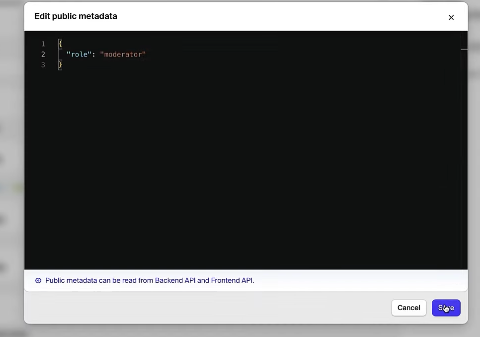 Edit public metadata
1 {
2 "role": "moderator"
3 }
Public metadata can be read from Backend API and Frontend API.
Cancel
Save